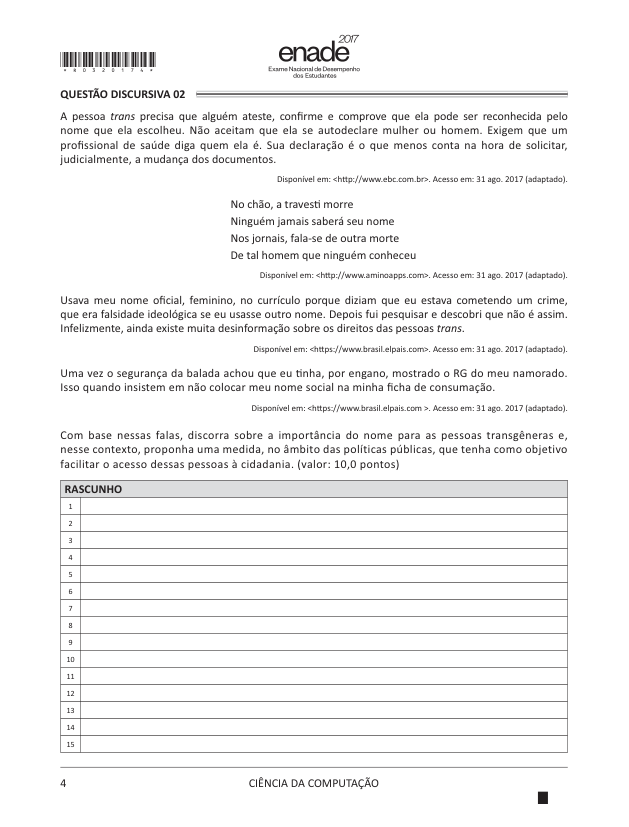 enade 2017
Exame Nacional de Desempenho
dos Estudantes
*80320174*
QUESTÃO DISCURSIVA 02
A pessoa trans precisa que alguém ateste, confirme e comprove que ela pode ser reconhecida pelo
nome que ela escolheu. Não aceitam que ela se autodeclare mulher ou homem. Exigem que um
profissional de saúde diga quem ela é. Sua declaração é o que menos conta na hora de solicitar,
judicialmente, a mudança dos documentos.
Disponível em: <http://www.ebc.com.br>. Acesso em: 31 ago. 2017 (adaptado).
No chão, a travesti morre
Ninguém jamais saberá seu nome
Nos jornais, fala-se de outra morte
De tal homem que ninguém conheceu
Disponível em: <http://www.aminoapps.com>. Acesso em: 31 ago. 2017 (adaptado).
Usava meu nome oficial, feminino, no currículo porque diziam que eu estava cometendo um crime,
que era falsidade ideológica se eu usasse outro nome. Depois fui pesquisar e descobri que não é assim.
Infelizmente, ainda existe muita desinformação sobre os direitos das pessoas trans.
Disponível em: <https://www.brasil.elpais.com>. Acesso em: 31 ago. 2017 (adaptado).
Uma vez o segurança da balada achou que eu tinha, por engano, mostrado o RG do meu namorado.
Isso quando insistem em não colocar meu nome social na minha ficha de consumação.
Disponível em: <https://www.brasil.elpais.com >. Acesso em: 31 ago. 2017 (adaptado).
Com base nessas falas, discorra sobre a importância do nome para as pessoas transgêneras e,
nesse contexto, proponha uma medida, no âmbito das políticas públicas, que tenha como objetivo
facilitar o acesso dessas pessoas à cidadania. (valor: 10,0 pontos)
RASCUNHO
1
2
3
4
5
6
7
8
9
10
11
12
13
14
15
4
CIÊNCIA DA COMPUTAÇÃO